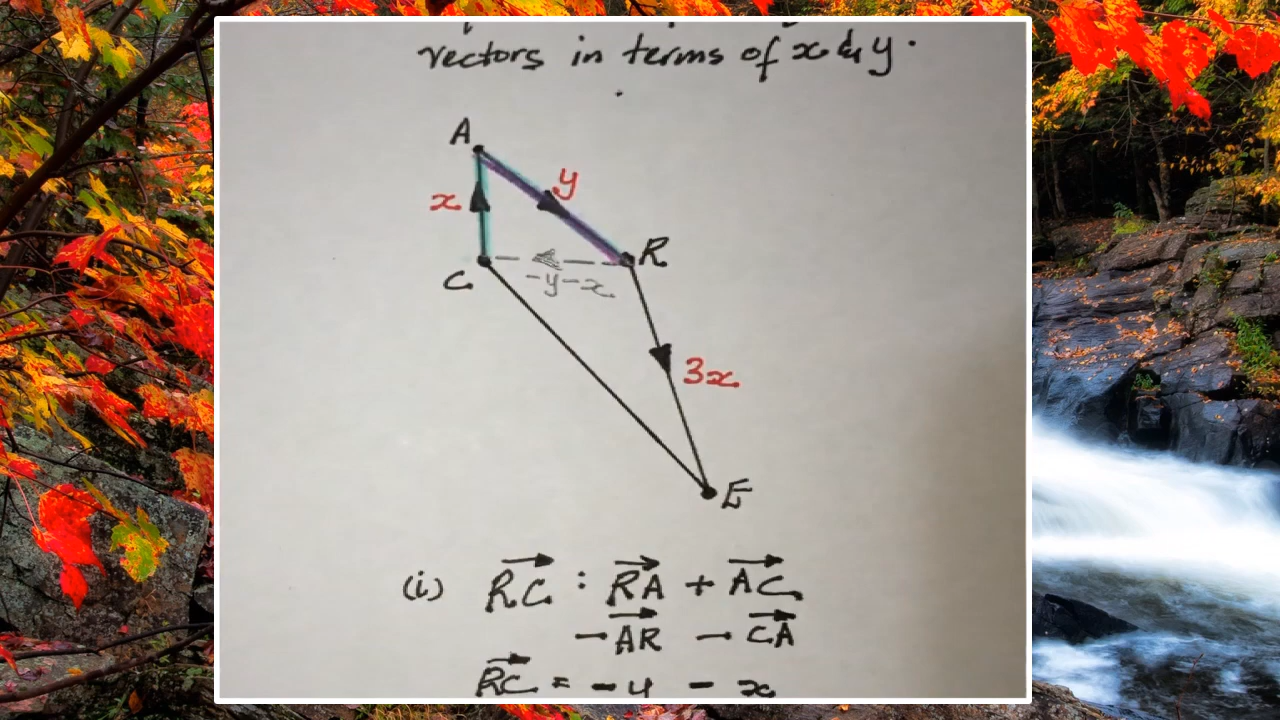 vectors in terms of x & y.
A
y
x
R
C
-y-x
3x
E
(i) RC : RA + AC
-AR - CA
RC = -y - x